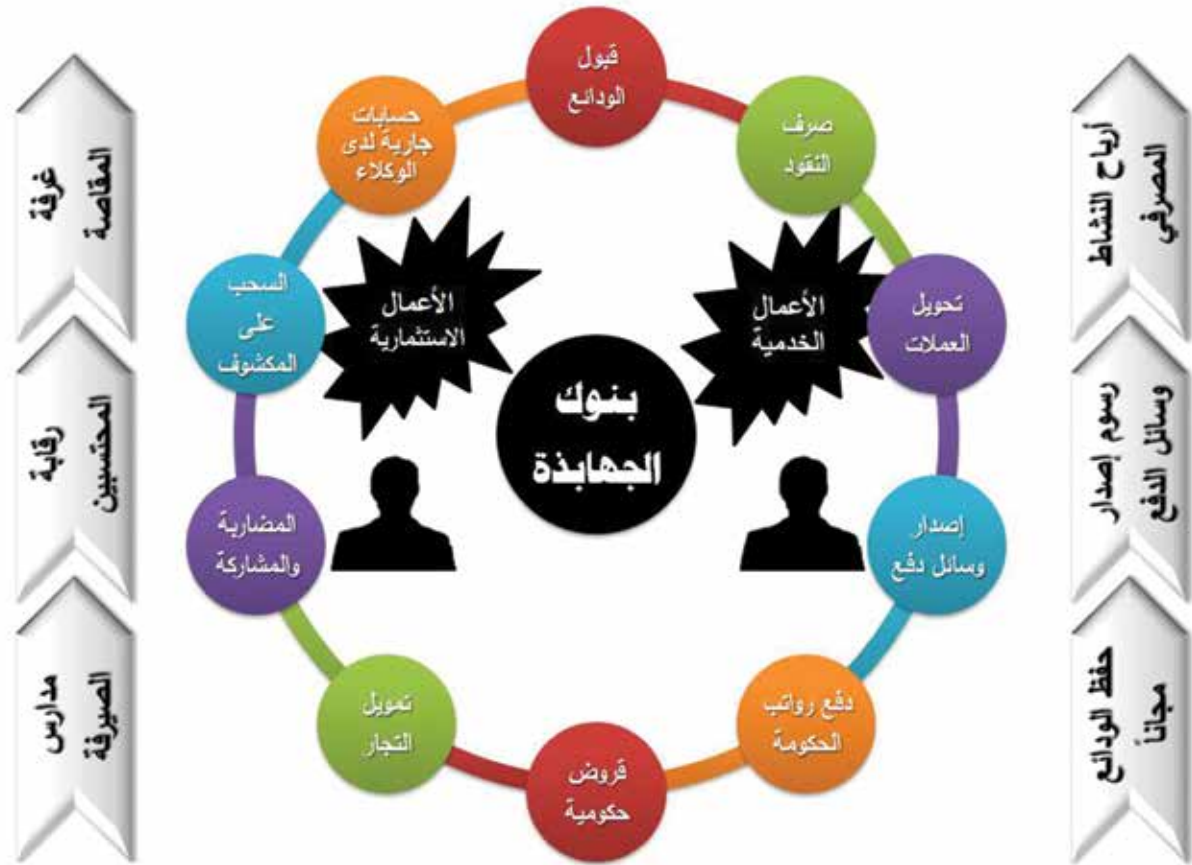 قبول
الودائع
صرف
النقود
تحويل
العملات
إصدار
وسائل دفع
دفع رواتب
الحكومة
قروض
حكومية
تمويل
التجار
المضاربة
والمشاركة
السحب
على
المكشوف
حسابات
جارية لدى
الوكلاء
الأعمال
الخدمية
الأعمال
الاستثمارية
بنوك
الجهابذة
أرباح النشاط
المصرفي
رسوم إصدار
وسائل الدفع
حفظ الودائع
مجاناً
غرفة
المقاصة
رقابة
المحتسبين
مدارس
الصيرفة